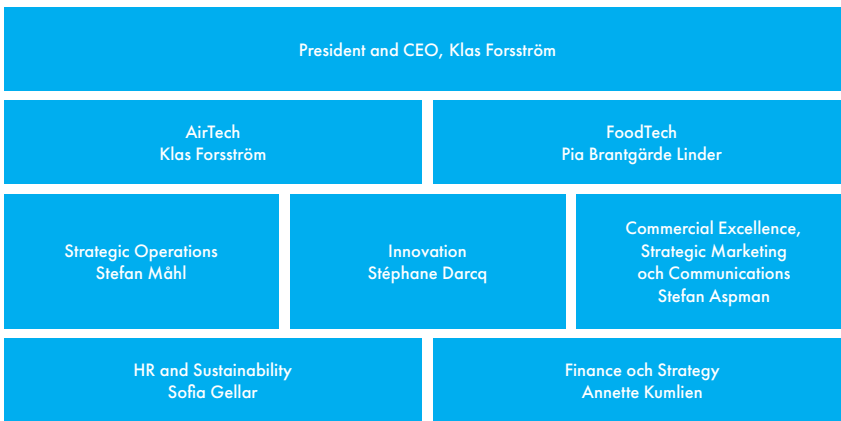 President and CEO, Klas Forsström
AirTech
Klas Forsström
FoodTech
Pia Brantgärde Linder
Strategic Operations
Stefan Måhl
Innovation
Stéphane Darcq
Commercial Excellence,
Strategic Marketing
och Communications
Stefan Aspman
HR and Sustainability
Sofia Gellar
Finance och Strategy
Annette Kumlien